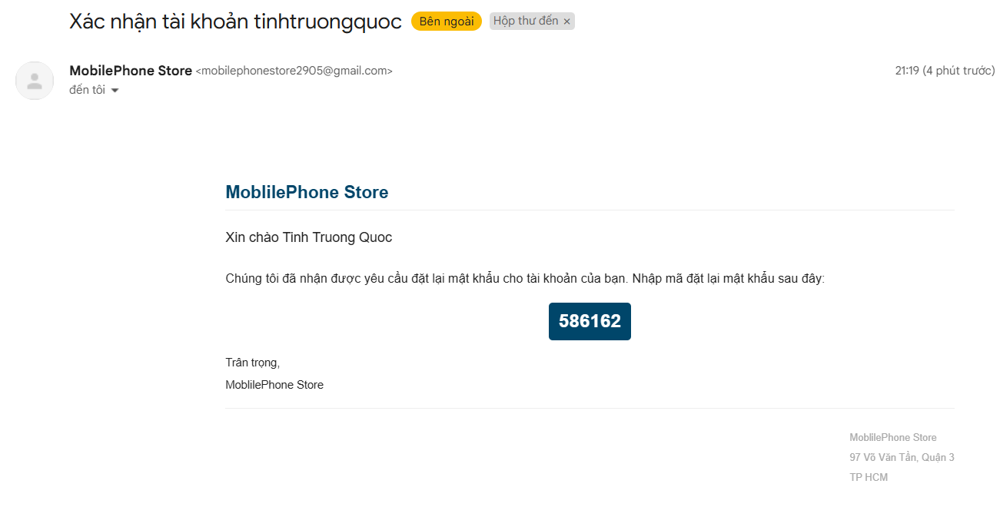 Xác nhận tài khoản tinhtruongquoc Bên ngoài Hộp thư đến ×
MobilePhone Store <mobilephonestore2905@gmail.com> 21:19 (4 phút trước)
đến tôi
MoblilePhone Store
Xin chào Tinh Truong Quoc
Chúng tôi đã nhận được yêu cầu đặt lại mật khẩu cho tài khoản của bạn. Nhập mã đặt lại mật khẩu sau đây:
586162
Trân trọng,
MoblilePhone Store
MoblilePhone Store
97 Võ Văn Tần, Quận 3
TP HCM